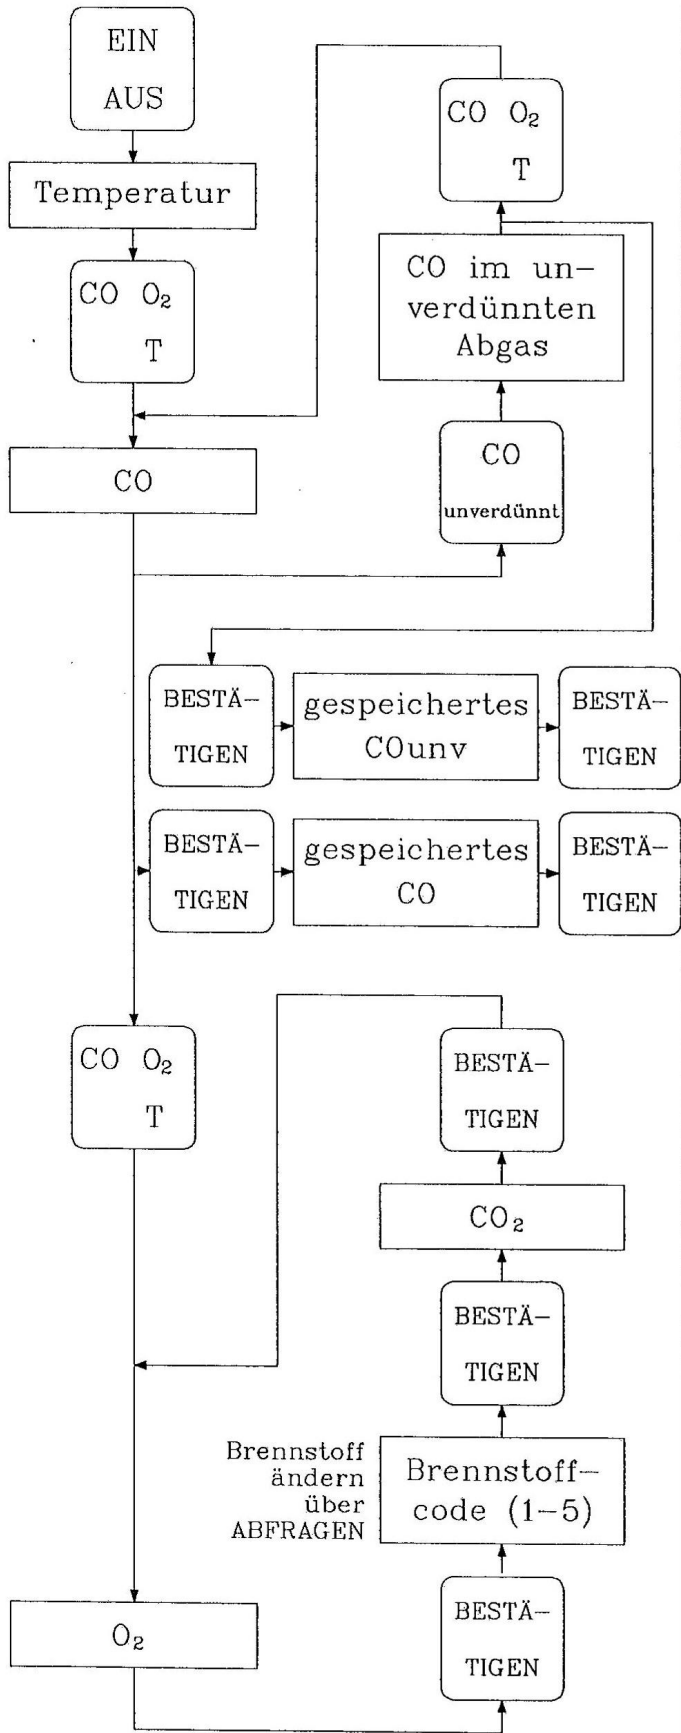 EIN
AUS
Temperatur
CO O₂
T
CO
CO O₂
T
CO im un-
verdünnten
Abgas
CO
unverdünnt
BESTÄ-
TIGEN
gespeichertes
COunv
BESTÄ-
TIGEN
BESTÄ-
TIGEN
gespeichertes
CO
BESTÄ-
TIGEN
CO O₂
T
BESTÄ-
TIGEN
CO₂
BESTÄ-
TIGEN
Brennstoff
ändern
über
ABFRAGEN
Brennstoff-
code (1-5)
BESTÄ-
TIGEN
O₂